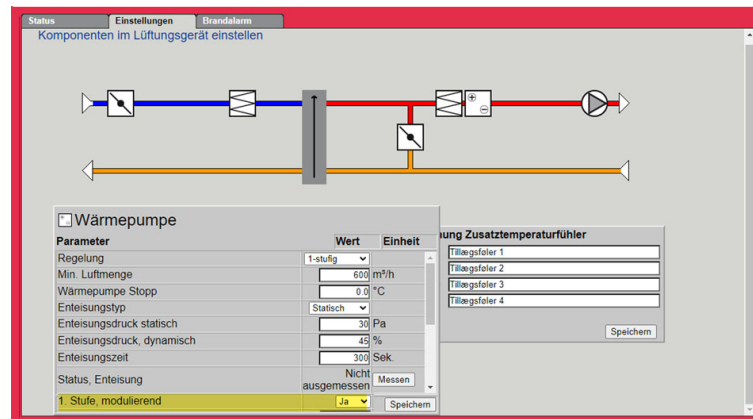 Status Einstellungen Brandalarm
Komponenten im Lüftungsgerät einstellen
Wärmepumpe
Parameter Wert Einheit
Regelung 1-stufig
Min. Luftmenge 600 m³/h
Wärmepumpe Stopp 0.0 °C
Enteisungstyp Statisch
Enteisungsdruck statisch 30 Pa
Enteisungsdruck, dynamisch 45 %
Enteisungszeit 300 Sek.
Status, Enteisung Nicht ausgemessen Messen
1. Stufe, modulierend Ja Speichern
Zusatztemperaturfühler
Tillægsføler 1
Tillægsføler 2
Tillægsføler 3
Tillægsføler 4
Speichern